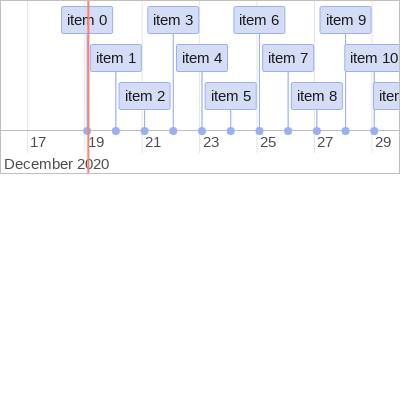 item 0 item 3 item 6 item 9
item 1 item 4 item 7 item 10
item 2 item 5 item 8
17 19 21 23 25 27 29
December 2020